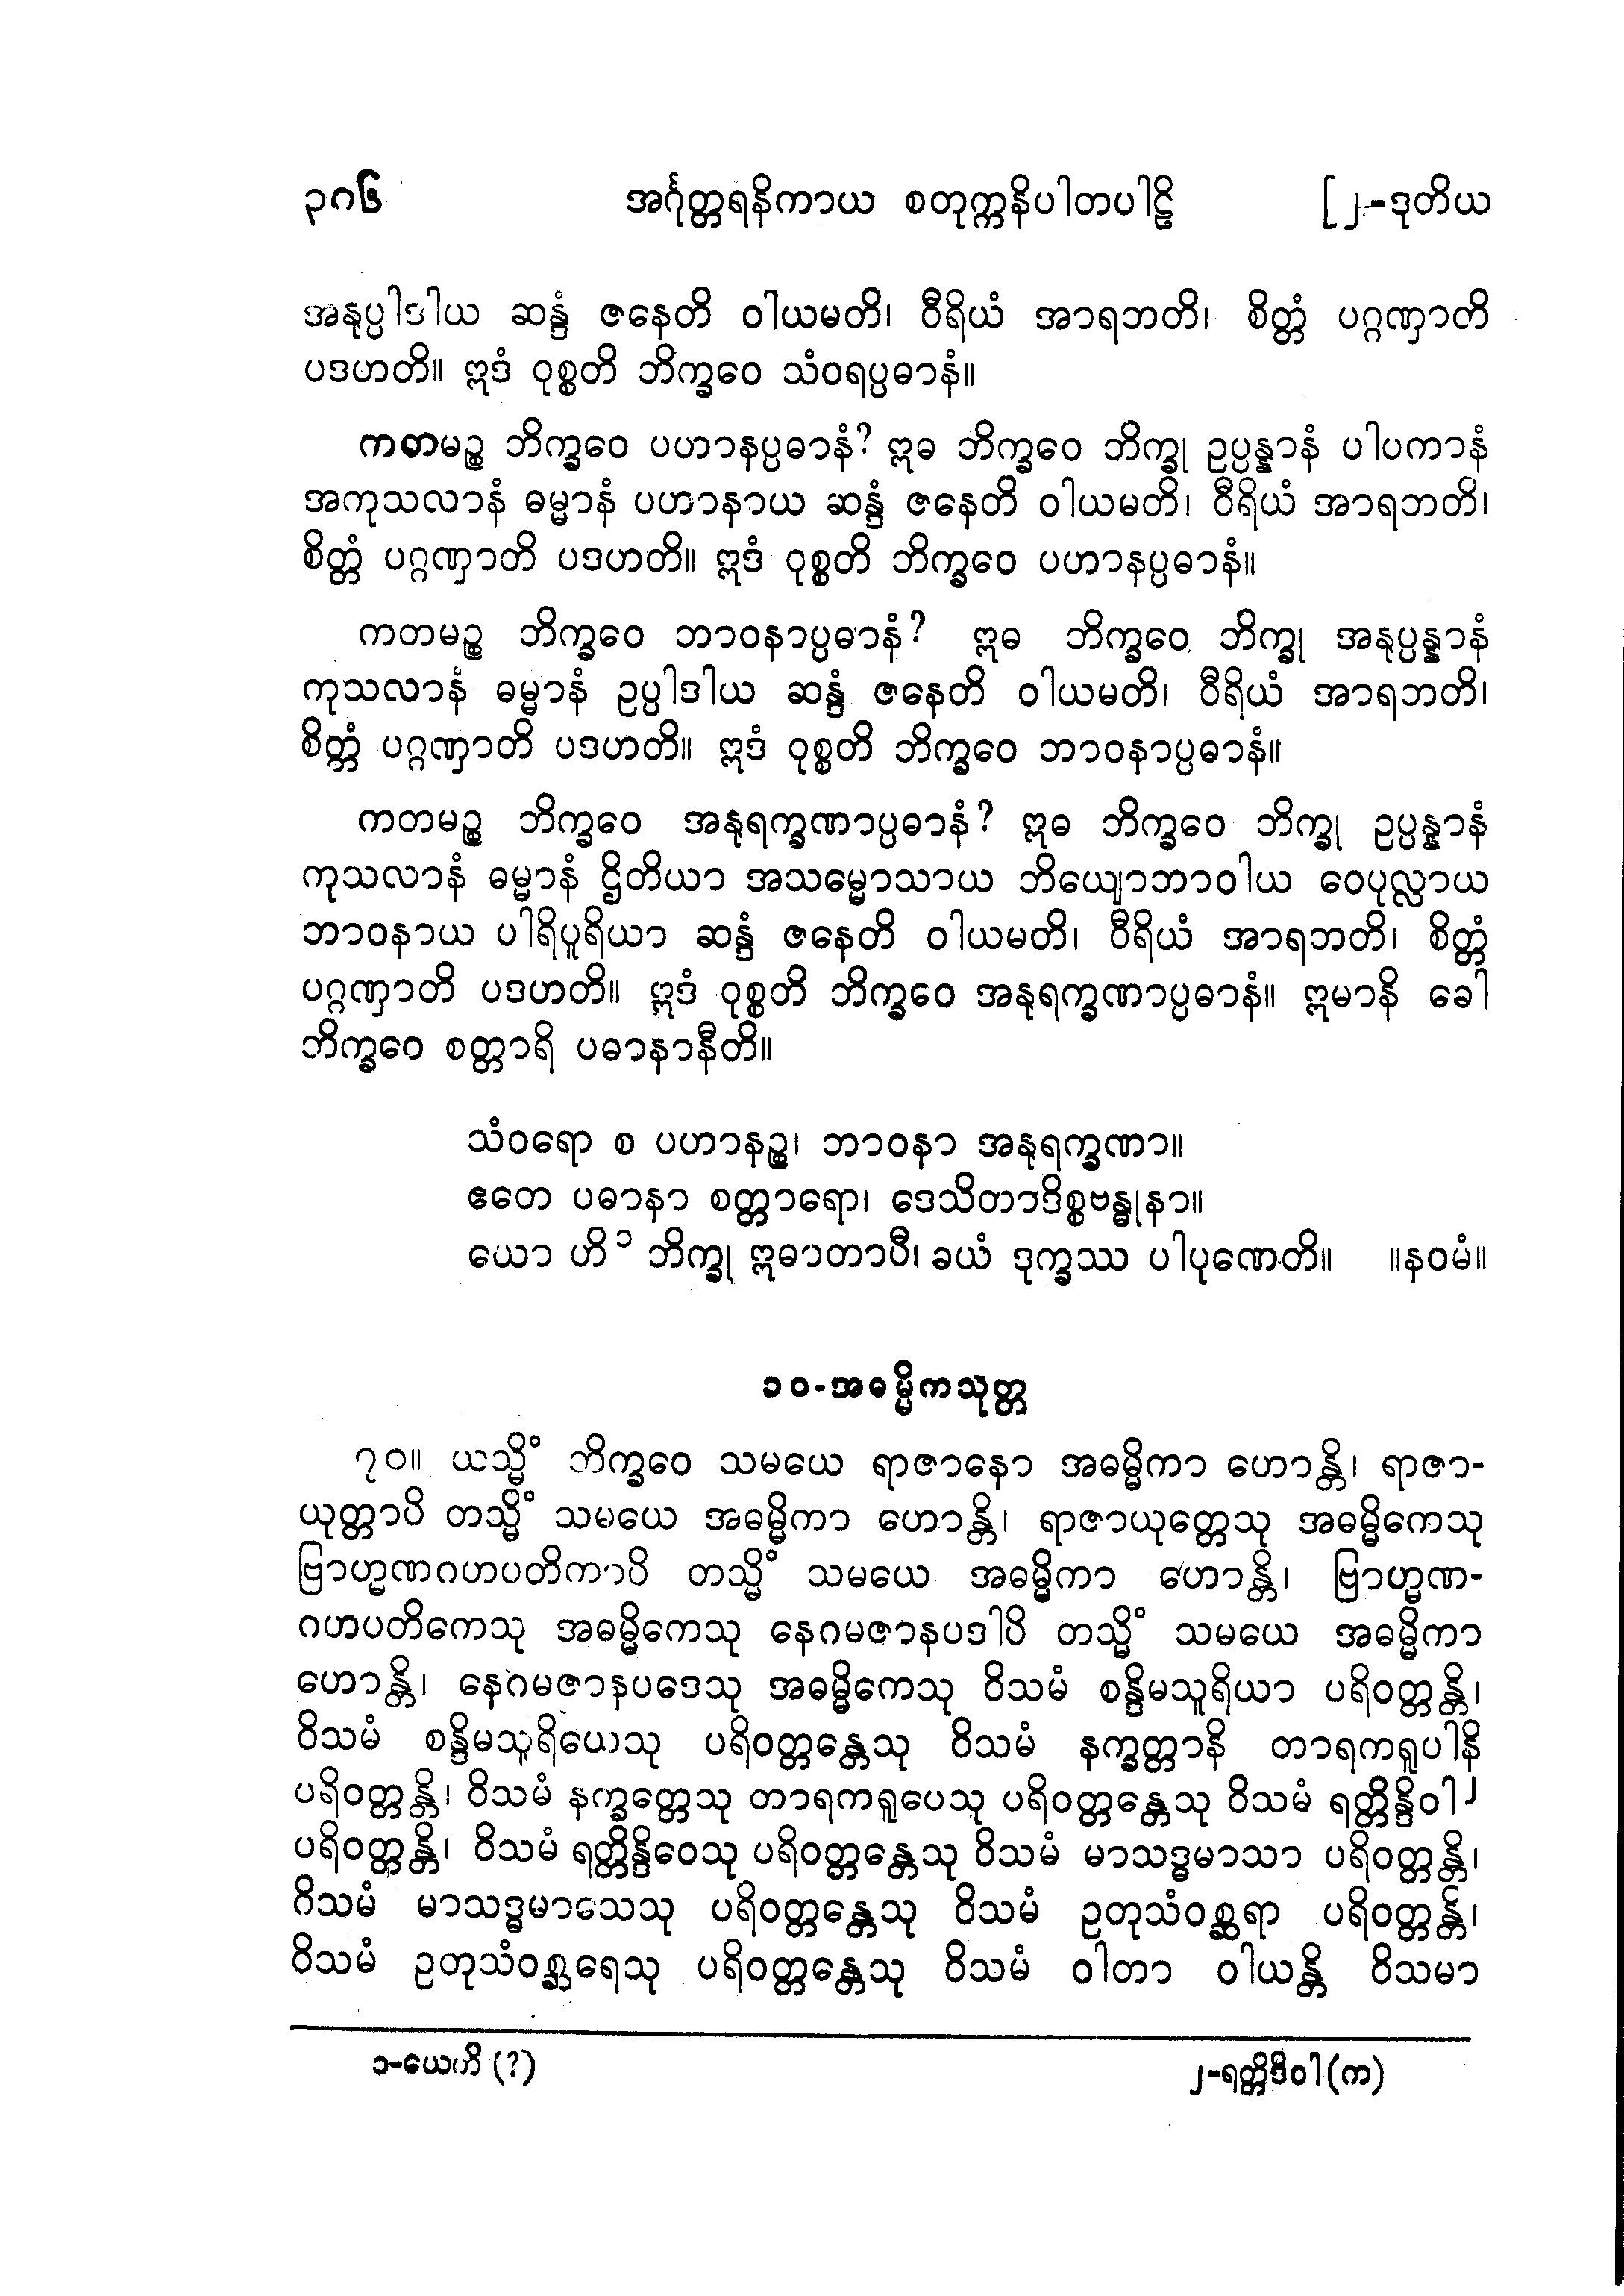 ၃၈၆ အင်္ဂုတ္တရနိကာယ စတုက္ကနိပါတပါဠိ [၂-ဒုတိယ
အနုပ္ပါဒါယ ဆန္ဒံ ဇနေတိ ဝါယမတိ၊ ဝီရိယံ အာရဘတိ၊ စိတ္တံ ပဂ္ဂဏှာတိ
ပဒဟတိ။ ဣဒံ ဝုစ္စတိ ဘိက္ခဝေ သံဝရပ္ပဓာနံ။
ကတမဉ္စ ဘိက္ခဝေ ပဟာနပ္ပဓာနံ? ဣဓ ဘိက္ခဝေ ဘိက္ခု ဥပ္ပန္နာနံ ပါပကာနံ
အကုသလာနံ ဓမ္မာနံ ပဟာနာယ ဆန္ဒံ ဇနေတိ ဝါယမတိ၊ ဝီရိယံ အာရဘတိ၊
စိတ္တံ ပဂ္ဂဏှာတိ ပဒဟတိ။ ဣဒံ ဝုစ္စတိ ဘိက္ခဝေ ပဟာနပ္ပဓာနံ။
ကတမဉ္စ ဘိက္ခဝေ ဘာဝနာပ္ပဓာနံ? ဣဓ ဘိက္ခဝေ ဘိက္ခု အနုပ္ပန္နာနံ
ကုသလာနံ ဓမ္မာနံ ဥပ္ပါဒါယ ဆန္ဒံ ဇနေတိ ဝါယမတိ၊ ဝီရိယံ အာရဘတိ၊
စိတ္တံ ပဂ္ဂဏှာတိ ပဒဟတိ။ ဣဒံ ဝုစ္စတိ ဘိက္ခဝေ ဘာဝနာပ္ပဓာနံ။
ကတမဉ္စ ဘိက္ခဝေ အနုရက္ခဏာပ္ပဓာနံ? ဣဓ ဘိက္ခဝေ ဘိက္ခု ဥပ္ပန္နာနံ
ကုသလာနံ ဓမ္မာနံ ဌိတိယာ အသမ္မောသာယ ဘိယျောဘာဝါယ ဝေပုလ္လာယ
ဘာဝနာယ ပါရိပူရိယာ ဆန္ဒံ ဇနေတိ ဝါယမတိ၊ ဝီရိယံ အာရဘတိ၊ စိတ္တံ
ပဂ္ဂဏှာတိ ပဒဟတိ။ ဣဒံ ဝုစ္စတိ ဘိက္ခဝေ အနုရက္ခဏာပ္ပဓာနံ။ ဣမာနိ ခေါ
ဘိက္ခဝေ စတ္တာရိ ပဓာနာနီတိ။
သံဝရော စ ပဟာနဉ္စ၊ ဘာဝနာ အနုရက္ခဏာ။
ဧတေ ပဓာနာ စတ္တာရော၊ ဒေသိတာဒိစ္စဗန္ဓုနာ။
ယော ဟိ ၁ ဘိက္ခု ဣဓာတာပီ၊ ခယံ ဒုက္ခဿ ပါပုဏေတိ။ ။နဝမံ။
၁၀-အဓမ္မိကသုတ္တ
၇၀။ ယသ္မိံ ဘိက္ခဝေ သမယေ ရာဇာနော အဓမ္မိကာ ဟောန္တိ၊ ရာဇာ-
ယုတ္တာပိ တသ္မိံ သမယေ အဓမ္မိကာ ဟောန္တိ၊ ရာဇာယုတ္တေသု အဓမ္မိကေသု
ဗြာဟ္မဏဂဟပတိကာပိ တသ္မိံ သမယေ အဓမ္မိကာ ဟောန္တိ၊ ဗြာဟ္မဏ-
ဂဟပတိကေသု အဓမ္မိကေသု နေဂမဇာနပဒါပိ တသ္မိံ သမယေ အဓမ္မိကာ
ဟောန္တိ၊ နေဂမဇာနပဒေသု အဓမ္မိကေသု ဝိသမံ စန္ဒိမသူရိယာ ပရိဝတ္တန္တိ၊
ဝိသမံ စန္ဒိမသူရိယေသု ပရိဝတ္တန္တေသု ဝိသမံ နက္ခတ္တာနိ တာရကရူပါနိ
ပရိဝတ္တန္တိ၊ ဝိသမံ နက္ခတ္တေသု တာရကရူပေသု ပရိဝတ္တန္တေသု ဝိသမံ ရတ္တိန္ဒိဝါ ၂
ပရိဝတ္တန္တိ၊ ဝိသမံ ရတ္တိန္ဒိဝေသု ပရိဝတ္တန္တေသု ဝိသမံ မာသဒ္ဓမာသာ ပရိဝတ္တန္တိ၊
ဝိသမံ မာသဒ္ဓမာသေသု ပရိဝတ္တန္တေသု ဝိသမံ ဥတုသံဝစ္ဆရာ ပရိဝတ္တန္တိ၊
ဝိသမံ ဥတုသံဝစ္ဆရေသု ပရိဝတ္တန္တေသု ဝိသမံ ဝါတာ ဝါယန္တိ ဝိသမာ
၁-ယေဟိ (?) ၂-ရတ္တိဒိဝါ (က)